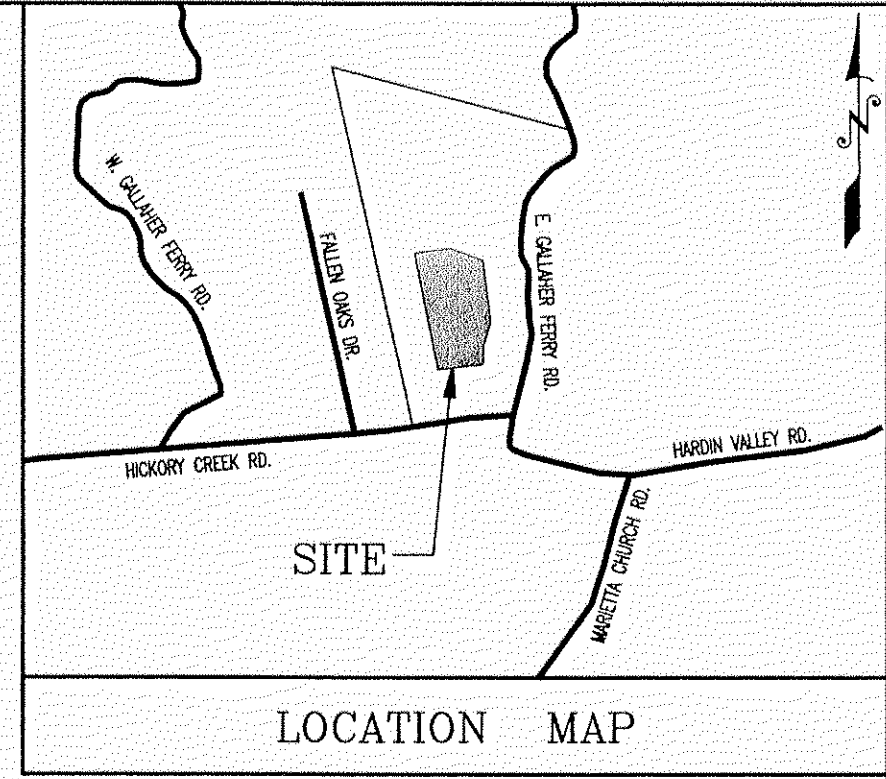 N
W. GALLAHER FERRY RD.
FALLEN OAKS DR.
E. GALLAHER FERRY RD.
HICKORY CREEK RD.
HARDIN VALLEY RD.
MARIETTA CHURCH RD.
SITE
LOCATION MAP